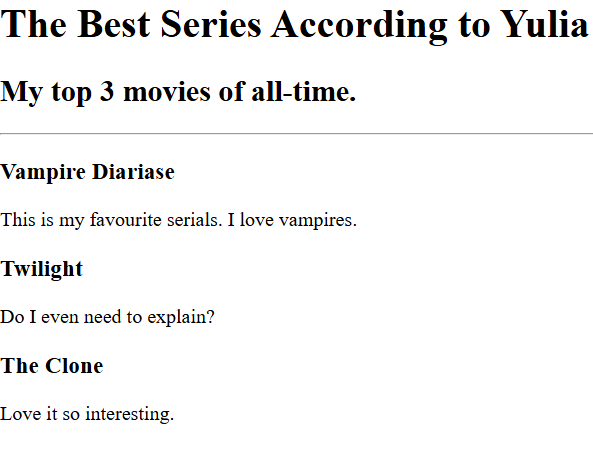 The Best Series According to Yulia
My top 3 movies of all-time.
Vampire Diariase
This is my favourite serials. I love vampires.
Twilight
Do I even need to explain?
The Clone
Love it so interesting.